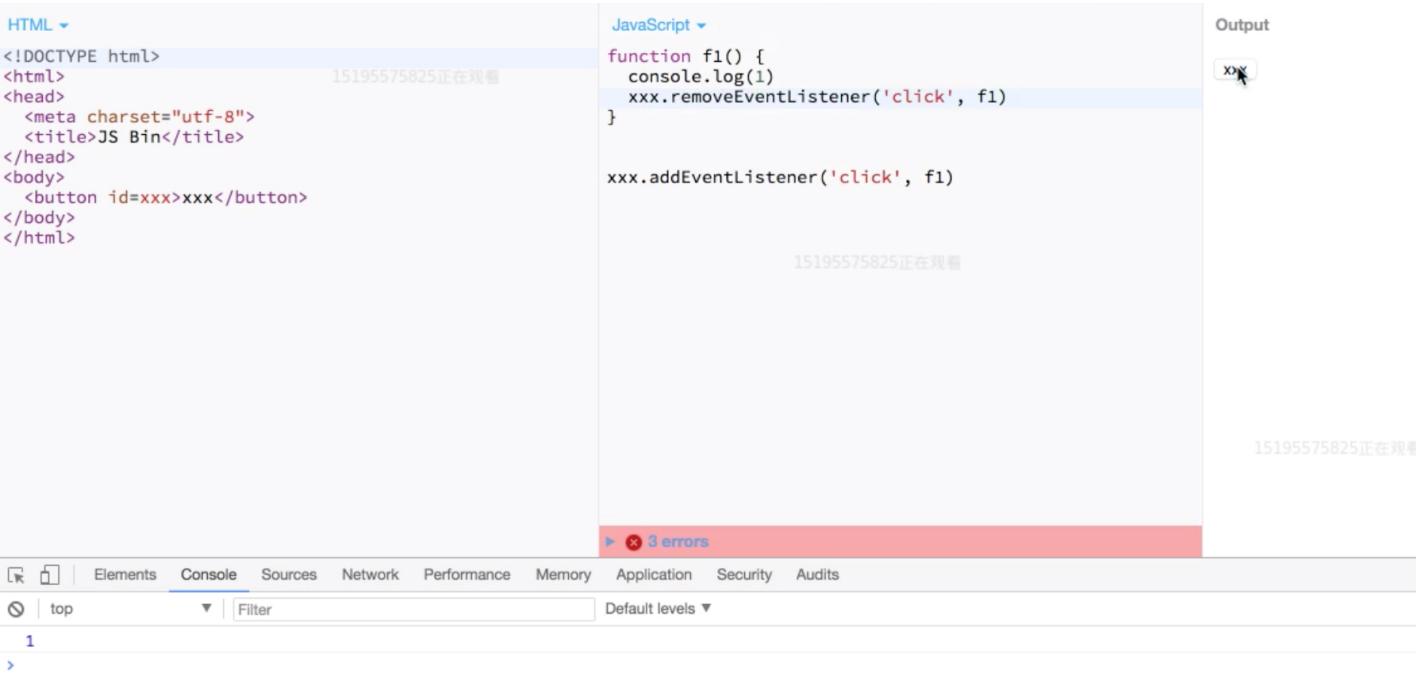 HTML
<!DOCTYPE html>
<html>
<head>
  <meta charset="utf-8">
  <title>JS Bin</title>
</head>
<body>
  <button id=xxx>xxx</button>
</body>
</html>
15195575825正在观看
JavaScript
function f1() {
  console.log(1)
  xxx.removeEventListener('click', f1)
}
xxx.addEventListener('click', f1)
15195575825正在观看
3 errors
Output
xxx
15195575825正在观看
Elements Console Sources Network Performance Memory Application Security Audits
top Filter Default levels
1
>